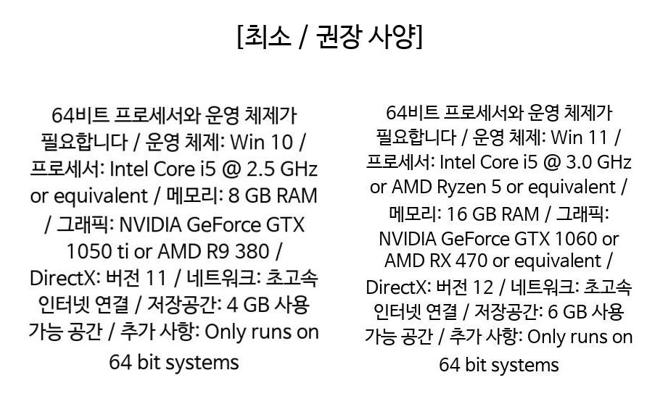 [최소 / 권장 사양]
64비트 프로세서와 운영 체제가
필요합니다 / 운영 체제: Win 10 /
프로세서: Intel Core i5 @ 2.5 GHz
or equivalent / 메모리: 8 GB RAM
/ 그래픽: NVIDIA GeForce GTX
1050 ti or AMD R9 380 /
DirectX: 버전 11 / 네트워크: 초고속
인터넷 연결 / 저장공간: 4 GB 사용
가능 공간 / 추가 사항: Only runs on
64 bit systems
64비트 프로세서와 운영 체제가
필요합니다 / 운영 체제: Win 11 /
프로세서: Intel Core i5 @ 3.0 GHz
or AMD Ryzen 5 or equivalent /
메모리: 16 GB RAM / 그래픽:
NVIDIA GeForce GTX 1060 or
AMD RX 470 or equivalent /
DirectX: 버전 12 / 네트워크: 초고속
인터넷 연결 / 저장공간: 6 GB 사용
가능 공간 / 추가 사항: Only runs on
64 bit systems